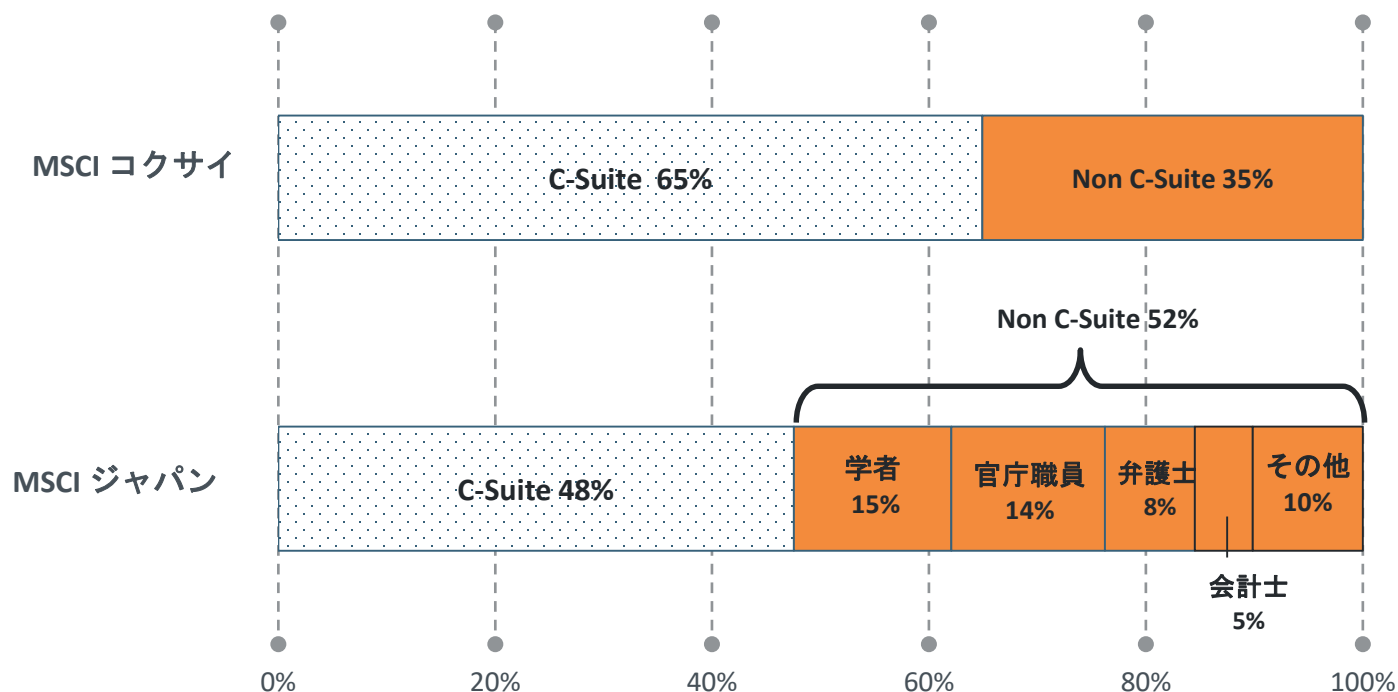 MSCI コクサイ
C-Suite 65%
Non C-Suite 35%
Non C-Suite 52%
MSCI ジャパン
C-Suite 48%
学者
15%
官庁職員
14%
弁護士
8%
その他
10%
会計士
5%
0%
20%
40%
60%
80%
100%